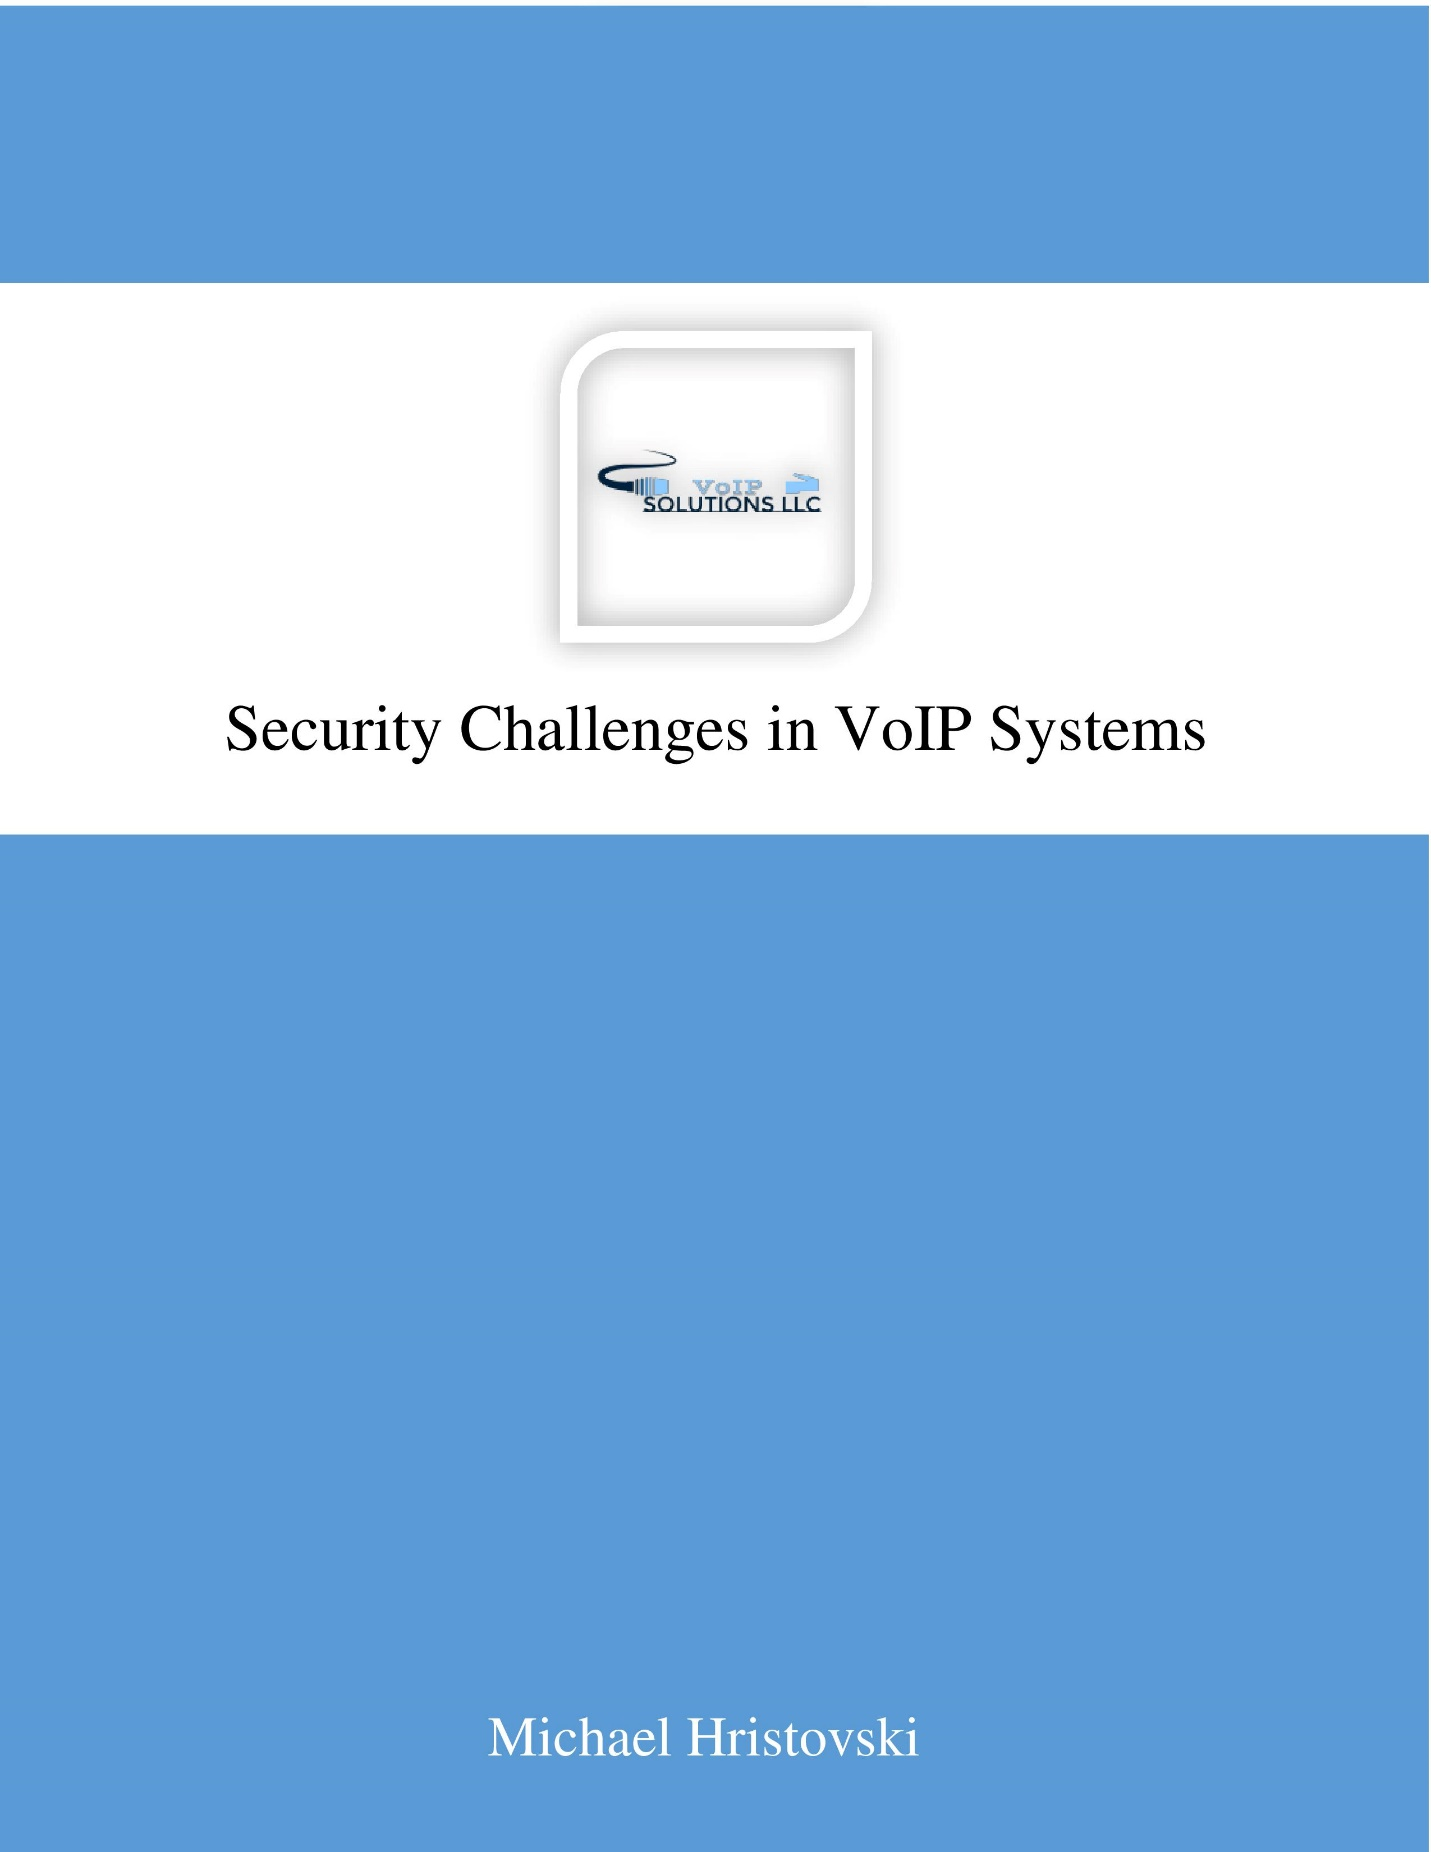 VoIP
SOLUTIONS LLC
Security Challenges in VoIP Systems
Michael Hristovski